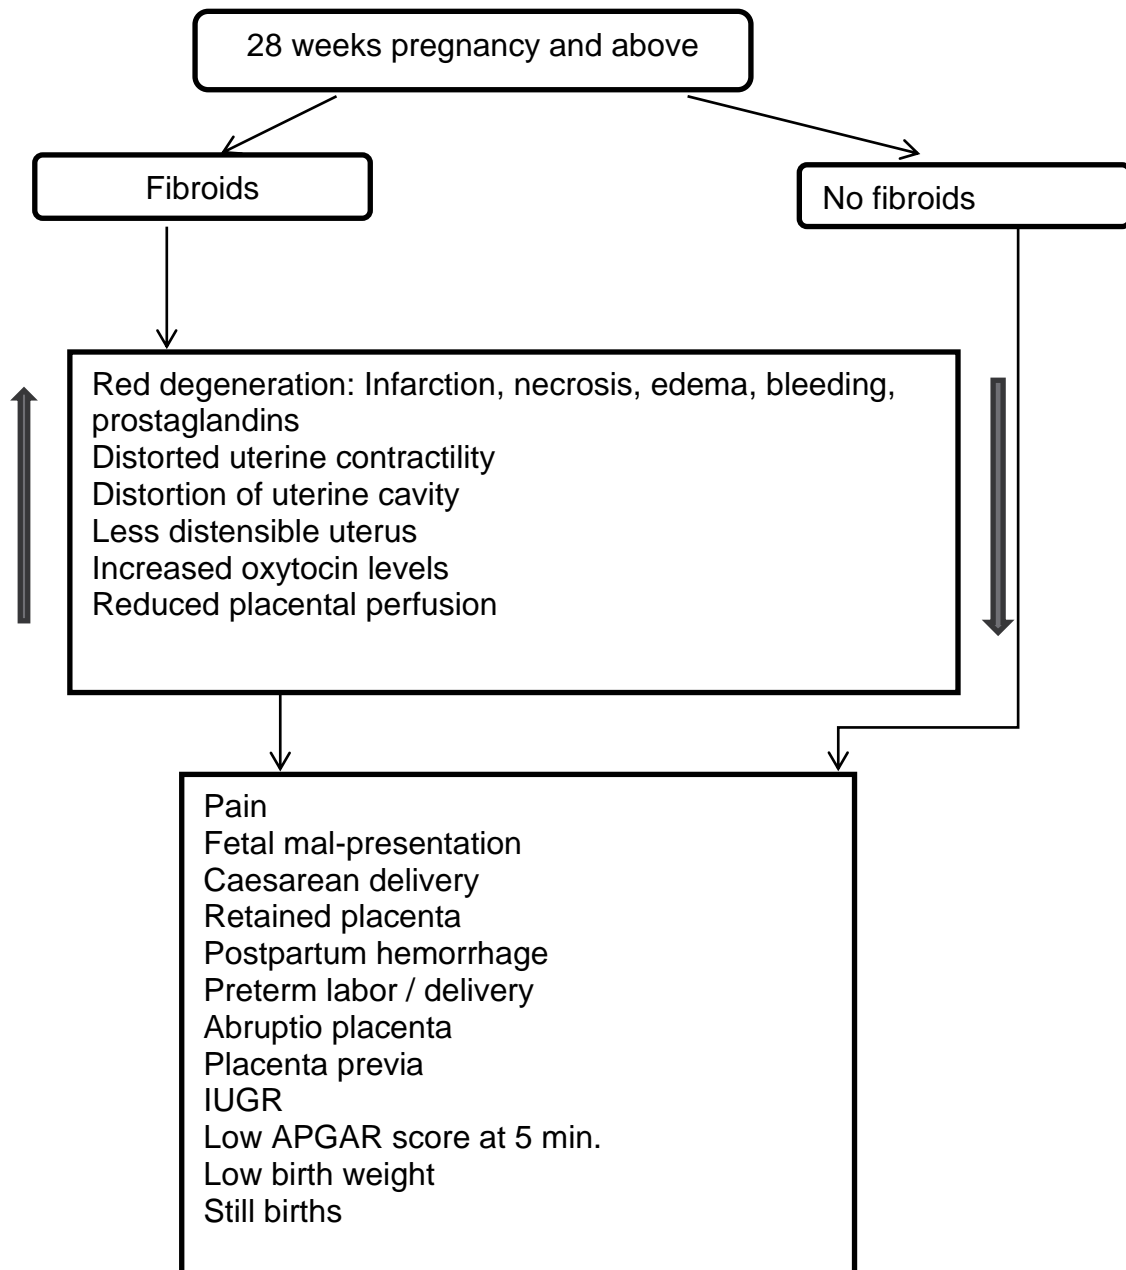 28 weeks pregnancy and above
Fibroids
No fibroids
Red degeneration: Infarction, necrosis, edema, bleeding,
prostaglandins
Distorted uterine contractility
Distortion of uterine cavity
Less distensible uterus
Increased oxytocin levels
Reduced placental perfusion
Pain
Fetal mal-presentation
Caesarean delivery
Retained placenta
Postpartum hemorrhage
Preterm labor / delivery
Abruptio placenta
Placenta previa
IUGR
Low APGAR score at 5 min.
Low birth weight
Still births